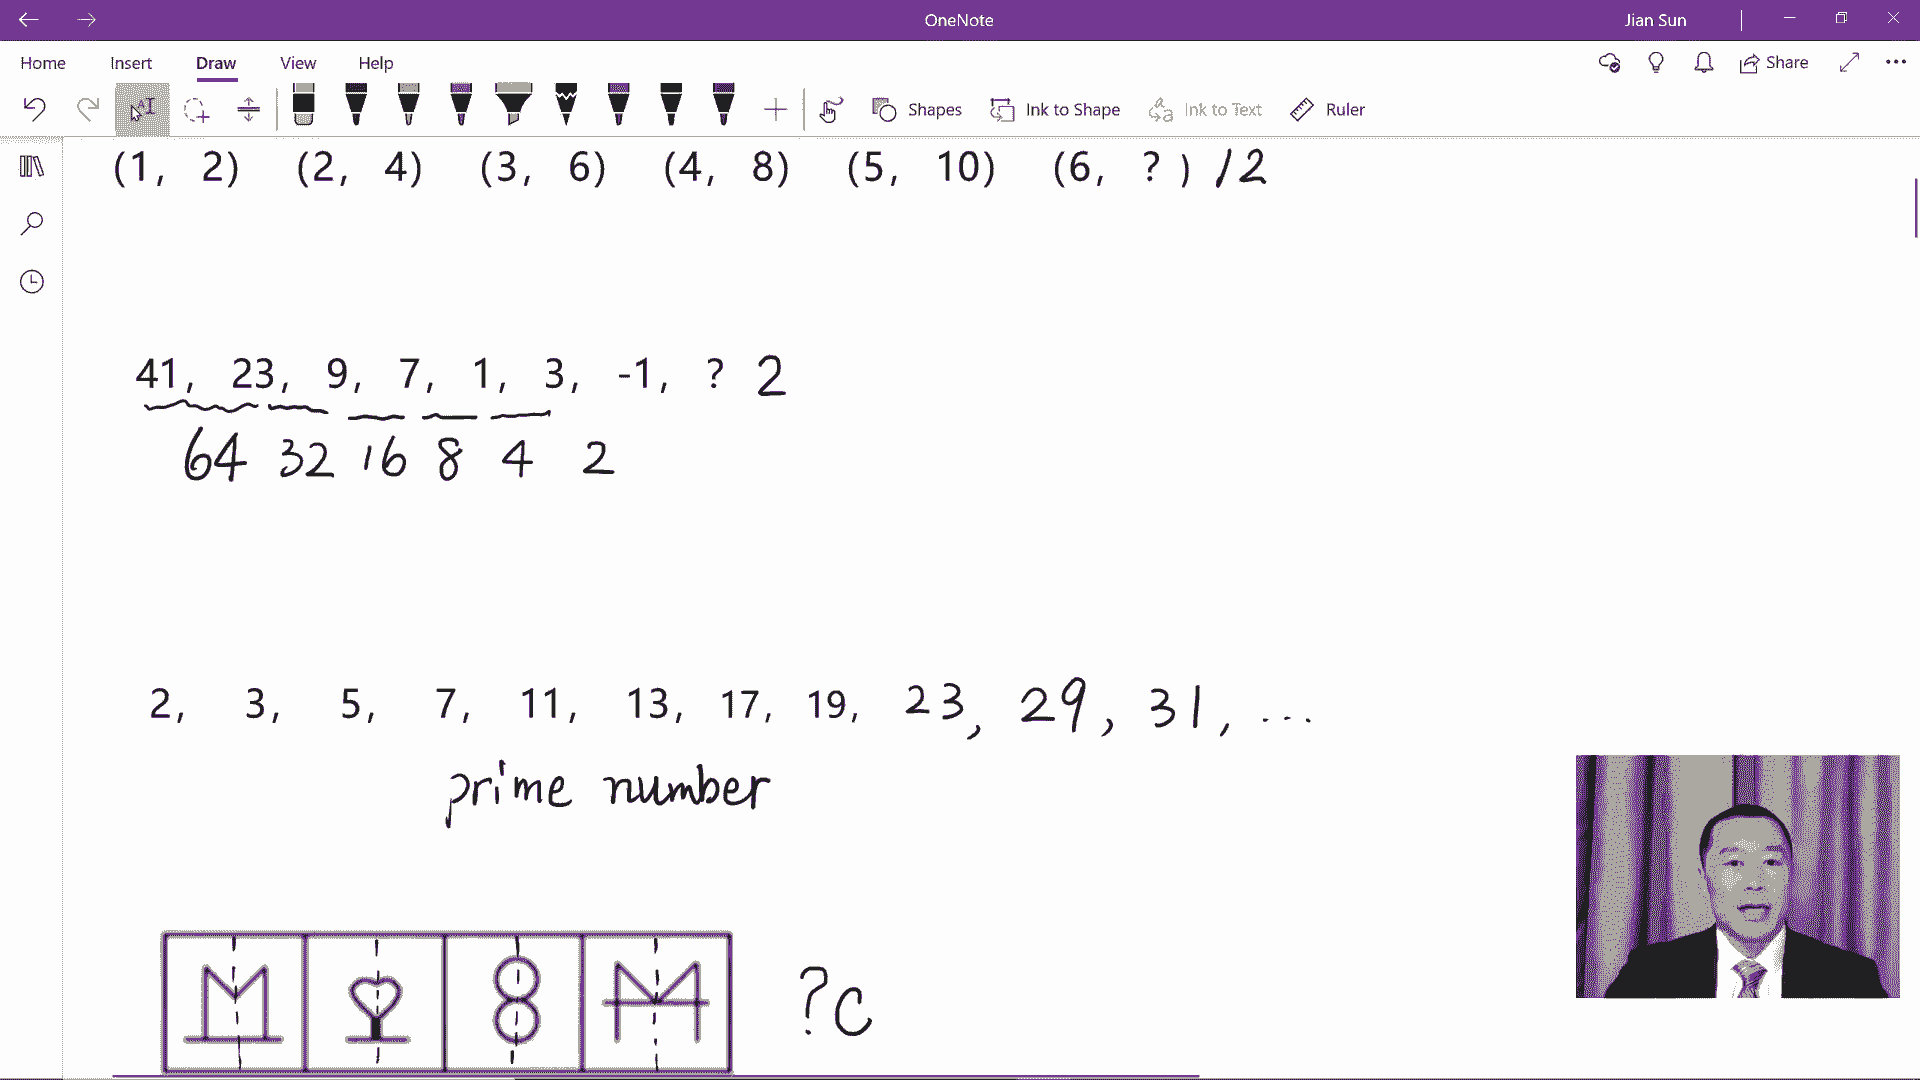 OneNote
Jian Sun
Home Insert Draw View Help
Share
Shapes Ink to Shape Ink to Text Ruler
(1, 2) (2, 4) (3, 6) (4, 8) (5, 10) (6, ? ) 12
41, 23, 9, 7, 1, 3, -1, ? 2
64 32 16 8 4 2
2, 3, 5, 7, 11, 13, 17, 19, 23, 29, 31, ...
prime number
? C